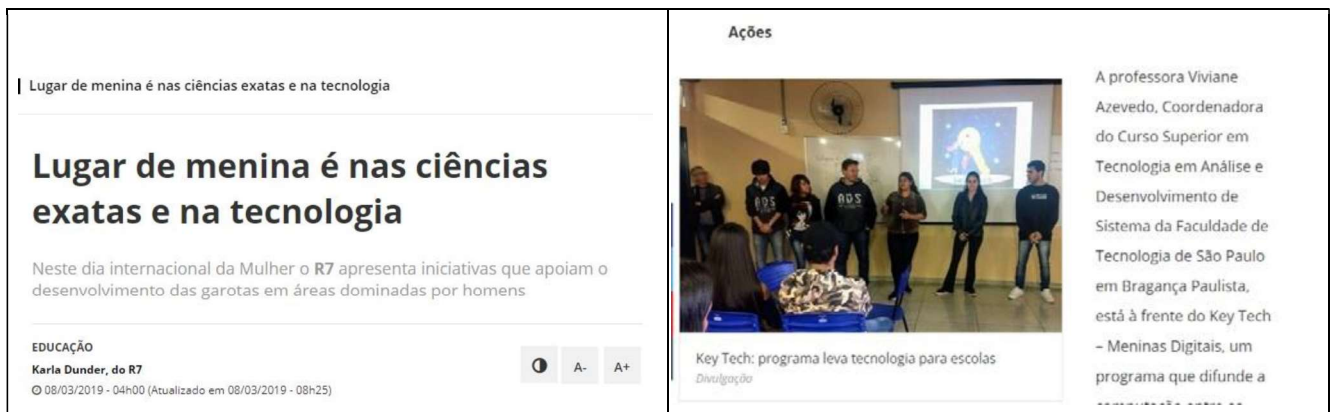 Lugar de menina é nas ciências exatas e na tecnologia
Lugar de menina é nas ciências
exatas e na tecnologia
Neste dia internacional da Mulher o R7 apresenta iniciativas que apoiam o
desenvolvimento das garotas em áreas dominadas por homens
EDUCAÇÃO
Karla Dunder, do R7
08/03/2019 - 04h00 (Atualizado em 08/03/2019 - 08h25)
A- A+
Ações
ADS
ADS
Key Tech: programa leva tecnologia para escolas
Divulgação
A professora Viviane
Azevedo, Coordenadora
do Curso Superior em
Tecnologia em Análise e
Desenvolvimento de
Sistema da Faculdade de
Tecnologia de São Paulo
em Bragança Paulista,
está à frente do Key Tech
– Meninas Digitais, um
programa que difunde a